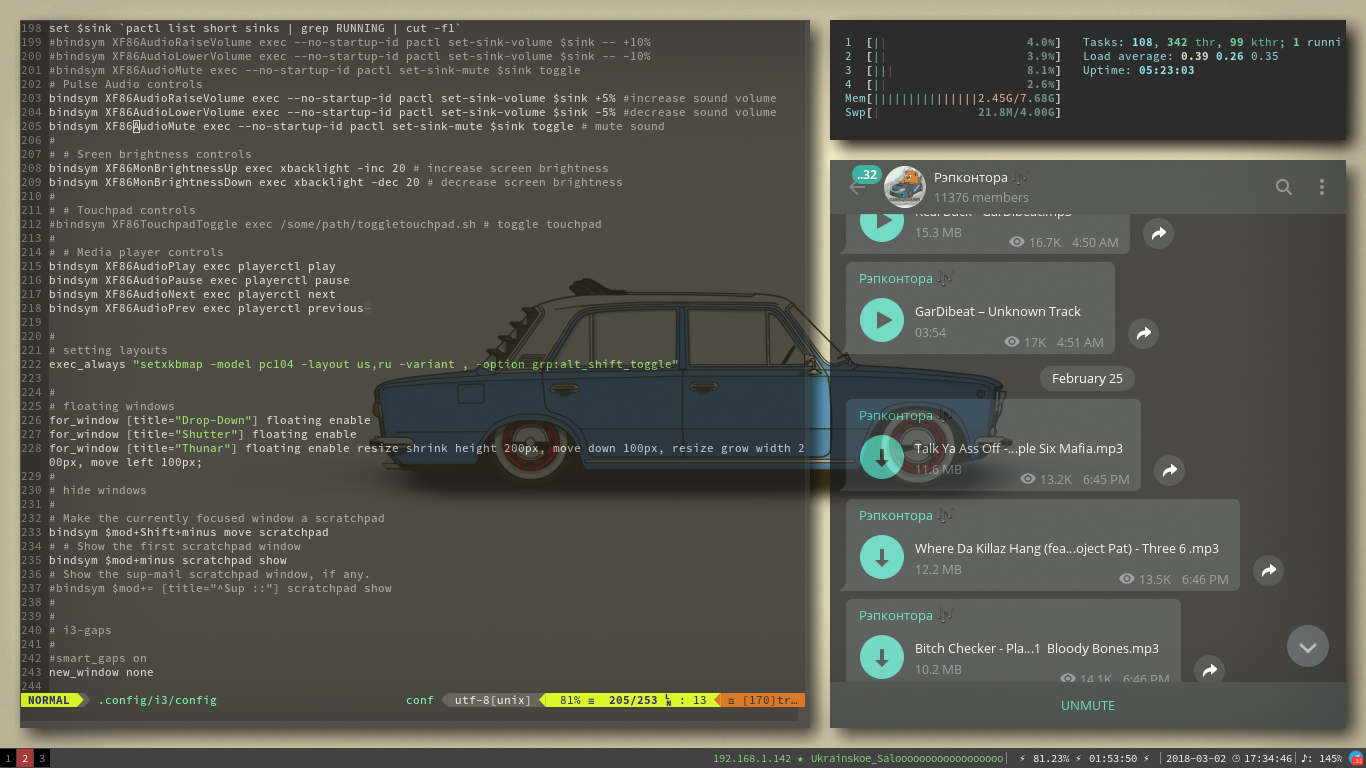 198 set $sink `pactl list short sinks | grep RUNNING | cut -f1`
199 #bindsym XF86AudioRaiseVolume exec --no-startup-id pactl set-sink-volume $sink -- +10%
200 #bindsym XF86AudioLowerVolume exec --no-startup-id pactl set-sink-volume $sink -- -10%
201 #bindsym XF86AudioMute exec --no-startup-id pactl set-sink-mute $sink toggle
202 # Pulse Audio controls
203 bindsym XF86AudioRaiseVolume exec --no-startup-id pactl set-sink-volume $sink +5% #increase sound volume
204 bindsym XF86AudioLowerVolume exec --no-startup-id pactl set-sink-volume $sink -5% #decrease sound volume
205 bindsym XF86AudioMute exec --no-startup-id pactl set-sink-mute $sink toggle # mute sound
206 #
207 # # Sreen brightness controls
208 bindsym XF86MonBrightnessUp exec xbacklight -inc 20 # increase screen brightness
209 bindsym XF86MonBrightnessDown exec xbacklight -dec 20 # decrease screen brightness
210 #
211 # # Touchpad controls
212 #bindsym XF86TouchpadToggle exec /some/path/toggletouchpad.sh # toggle touchpad
213 #
214 # # Media player controls
215 bindsym XF86AudioPlay exec playerctl play
216 bindsym XF86AudioPause exec playerctl pause
217 bindsym XF86AudioNext exec playerctl next
218 bindsym XF86AudioPrev exec playerctl previous-
219
220 #
221 # setting layouts
222 exec_always "setxkbmap -model pc104 -layout us,ru -variant , -option grp:alt_shift_toggle"
223
224 #
225 # floating windows
226 for_window [title="Drop-Down"] floating enable
227 for_window [title="Shutter"] floating enable
228 for_window [title="Thunar"] floating enable resize shrink height 200px, move down 100px, resize grow width 2
00px, move left 100px;
229 #
230 # hide windows
231 #
232 # Make the currently focused window a scratchpad
233 bindsym $mod+Shift+minus move scratchpad
234 # # Show the first scratchpad window
235 bindsym $mod+minus scratchpad show
236 # Show the sup-mail scratchpad window, if any.
237 #bindsym $mod+= [title="^Sup ::"] scratchpad show
238 #
239 #
240 # i3-gaps
241 #
242 #smart_gaps on
243 new_window none
244
NORMAL .config/i3/config conf utf-8[unix] 81% ≡ 205/253 : 13 ≡ [170]tr…
1 [|| 4.0%] Tasks: 108, 342 thr, 99 kthr; 1 runni
2 [|| 3.9%] Load average: 0.39 0.26 0.35
3 [||| 8.1%] Uptime: 05:23:03
4 [|| 2.6%]
Mem[||||||||||||||||2.45G/7.68G]
Swp[| 21.8M/4.00G]
..32
Рэпконтора 🎶
11376 members
15.3 MB 16.7K 4:50 AM
Рэпконтора 🎶
GarDibeat – Unknown Track
03:54 17K 4:51 AM
February 25
Рэпконтора 🎶
Talk Ya Ass Off -...ple Six Mafia.mp3
11.6 MB 13.2K 6:45 PM
Рэпконтора 🎶
Where Da Killaz Hang (fea...oject Pat) - Three 6 .mp3
12.2 MB 13.5K 6:46 PM
Рэпконтора 🎶
Bitch Checker - Pla...1 Bloody Bones.mp3
10.2 MB 14.1K 6:46 PM
UNMUTE
1 2 3 192.168.1.142 ★ Ukrainskoe_Saloooooooooooooooooo| ⚡ 81.23% ⚡ 01:53:50 ⚡ |2018-03-02 17:34:46|♪: 145%